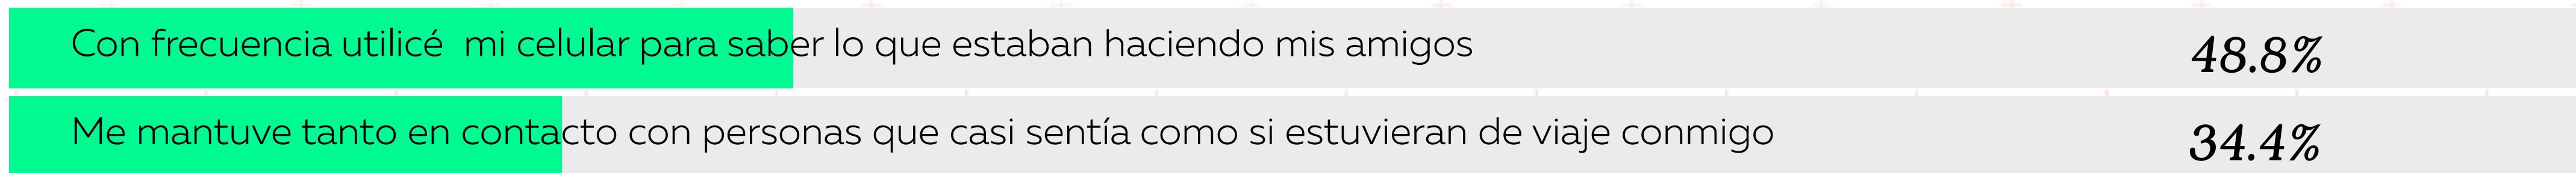 Con frecuencia utilicé  mi celular para saber lo que estaban haciendo mis amigos 48.8%
Me mantuve tanto en contacto con personas que casi sentía como si estuvieran de viaje conmigo 34.4%